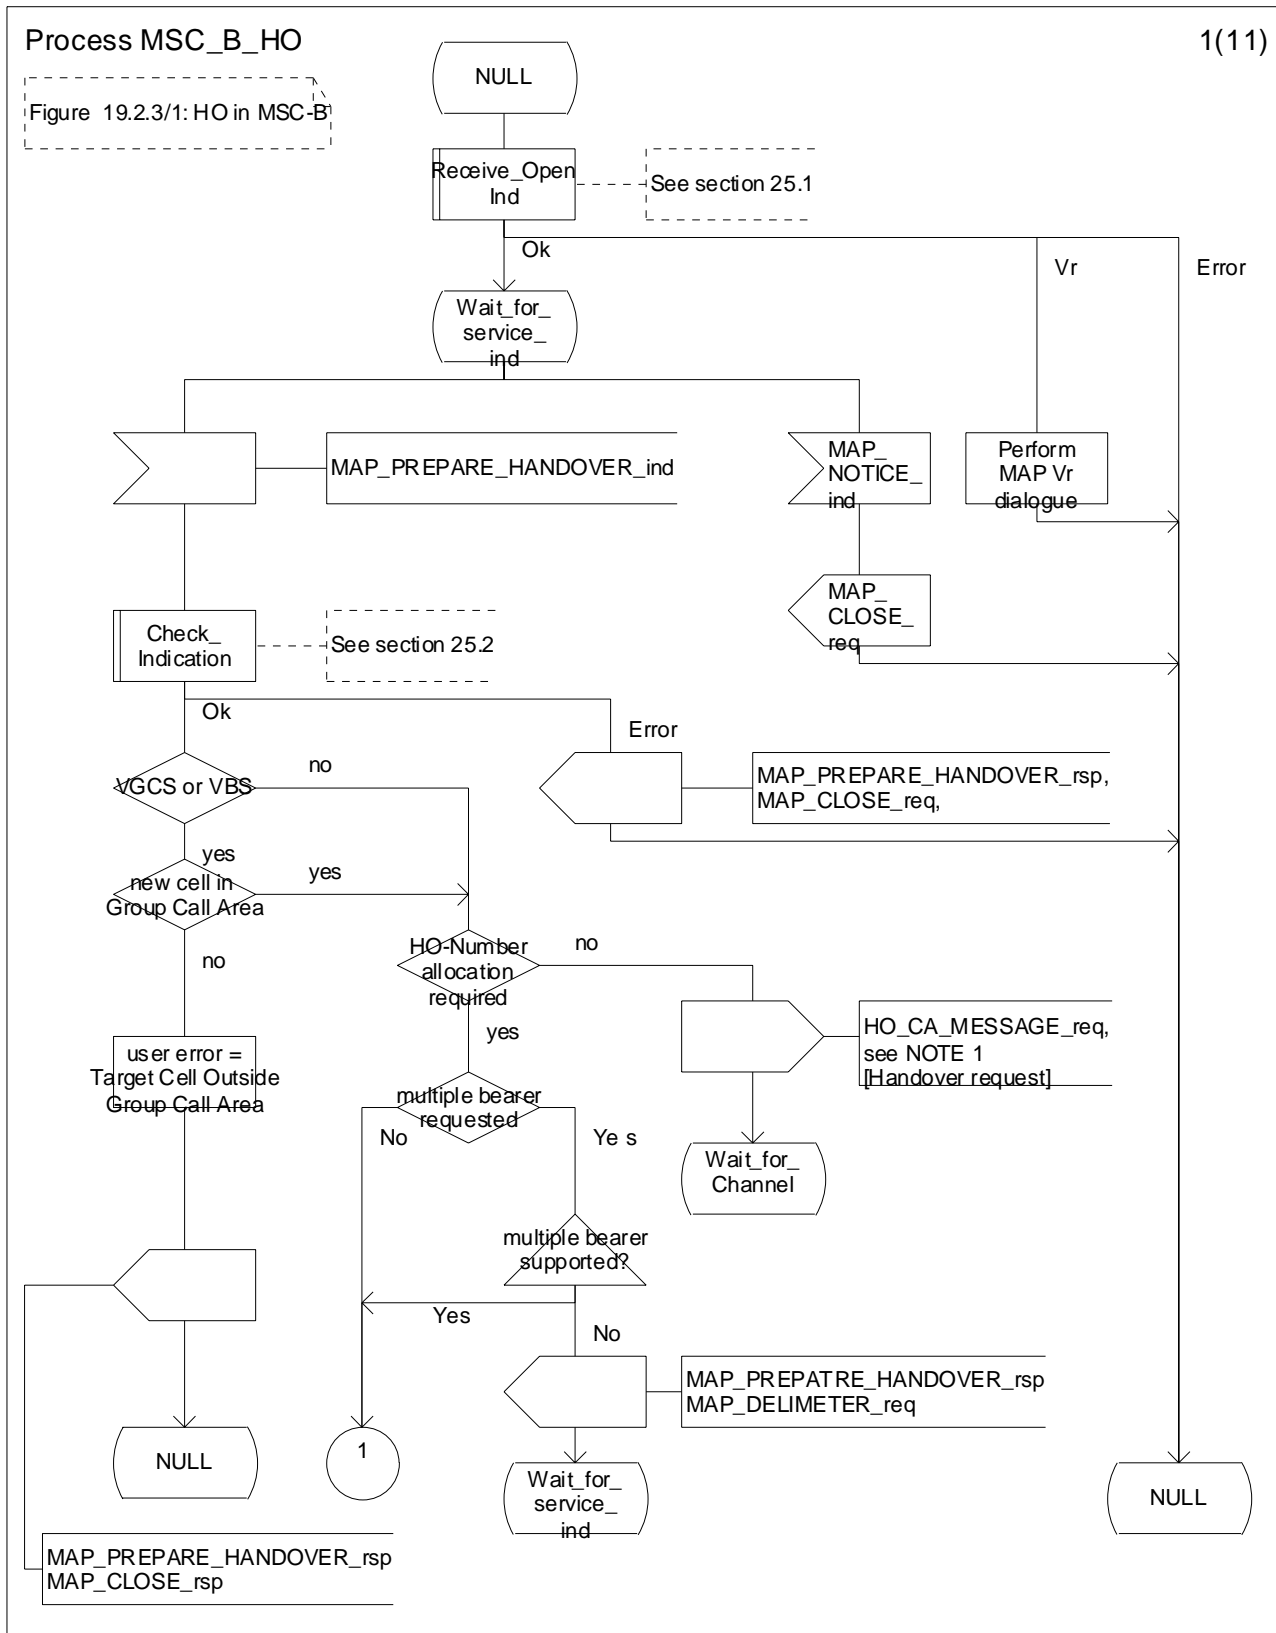 Process MSC_B_HO
1(11)
Figure 19.2.3/1: HO in MSC-B
NULL
Receive_Open
Ind
See section 25.1
Ok
Vr
Error
Wait_for_
service_
ind
MAP_PREPARE_HANDOVER_ind
MAP_
NOTICE_
ind
Perform
MAP Vr
dialogue
MAP_
CLOSE_
req
Check_
Indication
See section 25.2
Ok
Error
VGCS or VBS
no
MAP_PREPARE_HANDOVER_rsp,
MAP_CLOSE_req,
yes
new cell in
Group Call Area
yes
no
HO-Number
allocation
required
no
yes
HO_CA_MESSAGE_req,
see NOTE 1
[Handover request]
user error =
Target Cell Outside
Group Call Area
multiple bearer
requested
No
Ye s
Wait_for_
Channel
multiple bearer
supported?
Yes
No
MAP_PREPATRE_HANDOVER_rsp
MAP_DELIMETER_req
NULL
1
Wait_for_
service_
ind
NULL
MAP_PREPARE_HANDOVER_rsp
MAP_CLOSE_rsp